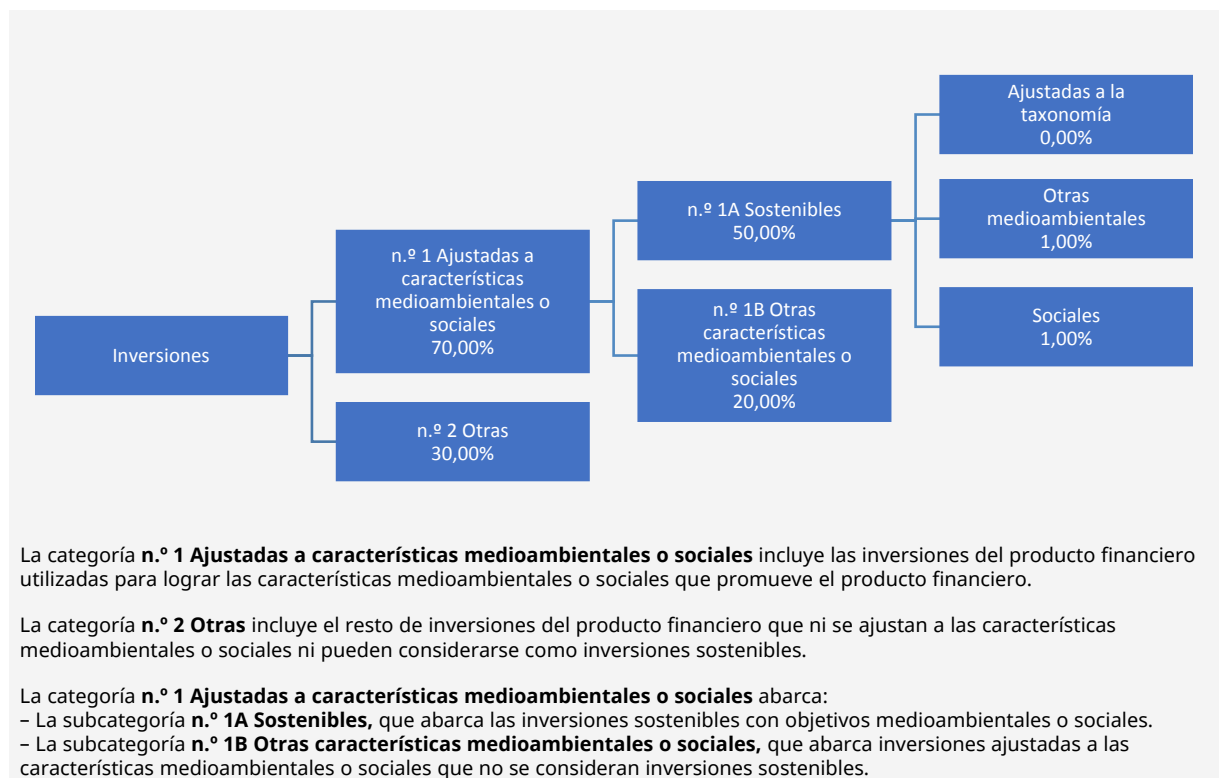 Inversiones
n.º 1 Ajustadas a
características
medioambientales o
sociales
70,00%
n.º 2 Otras
30,00%
n.º 1A Sostenibles
50,00%
n.º 1B Otras
características
medioambientales o
sociales
20,00%
Ajustadas a la
taxonomía
0,00%
Otras
medioambientales
1,00%
Sociales
1,00%
La categoría n.º 1 Ajustadas a características medioambientales o sociales incluye las inversiones del producto financiero
utilizadas para lograr las características medioambientales o sociales que promueve el producto financiero.
La categoría n.º 2 Otras incluye el resto de inversiones del producto financiero que ni se ajustan a las características
medioambientales o sociales ni pueden considerarse como inversiones sostenibles.
La categoría n.º 1 Ajustadas a características medioambientales o sociales abarca:
– La subcategoría n.º 1A Sostenibles, que abarca las inversiones sostenibles con objetivos medioambientales o sociales.
– La subcategoría n.º 1B Otras características medioambientales o sociales, que abarca inversiones ajustadas a las
características medioambientales o sociales que no se consideran inversiones sostenibles.